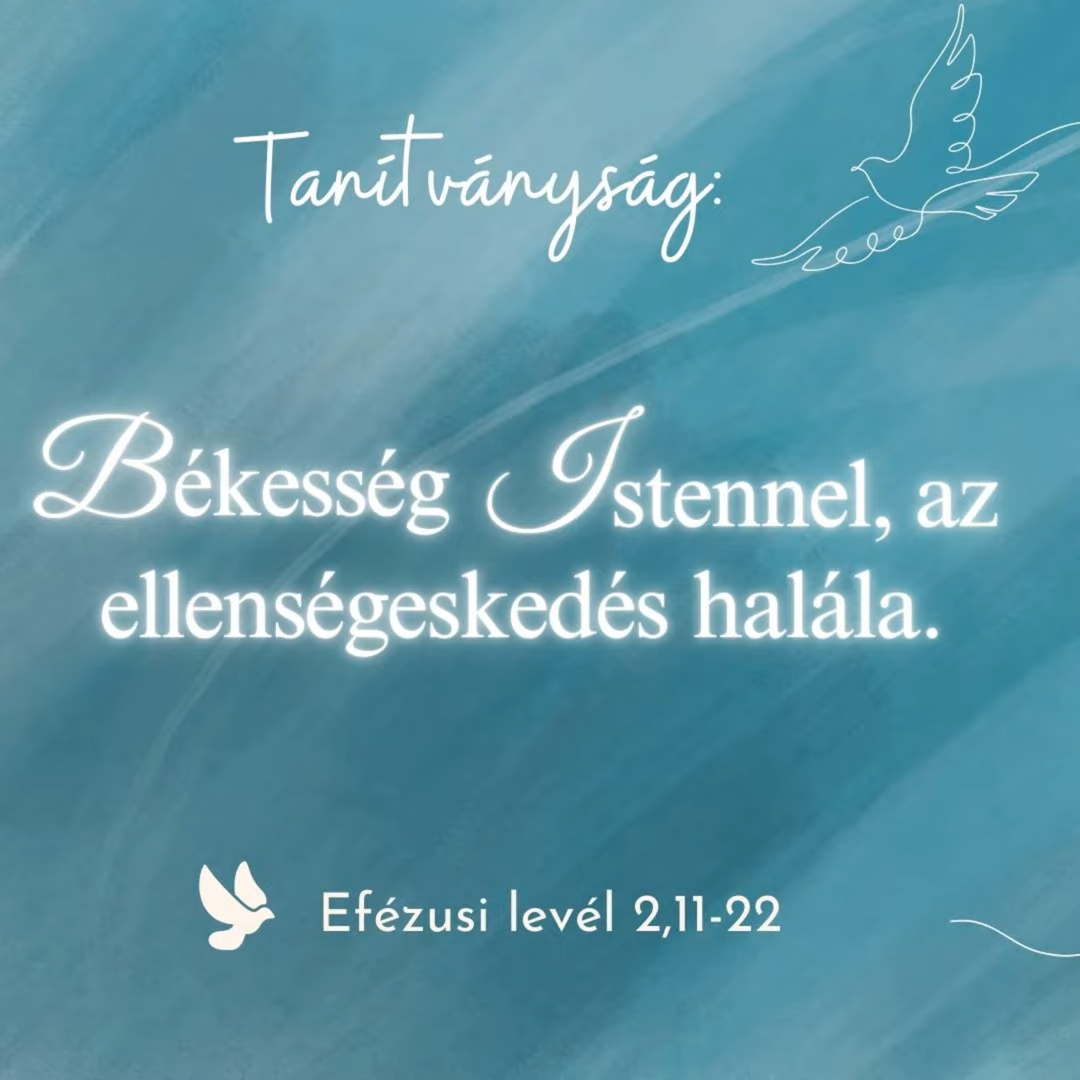 Tanítványság:
Békesség Istennel, az
ellenségeskedés halála.
Efézusi levél 2,11-22